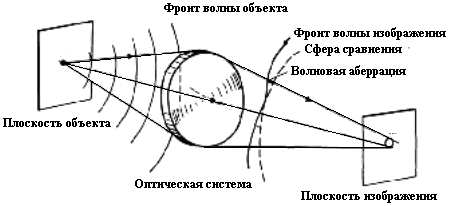 Фронт волны объекта
Фронт волны изображения
Сфера сравнения
Волновая аберрация
Плоскость объекта
Оптическая система
Плоскость изображения